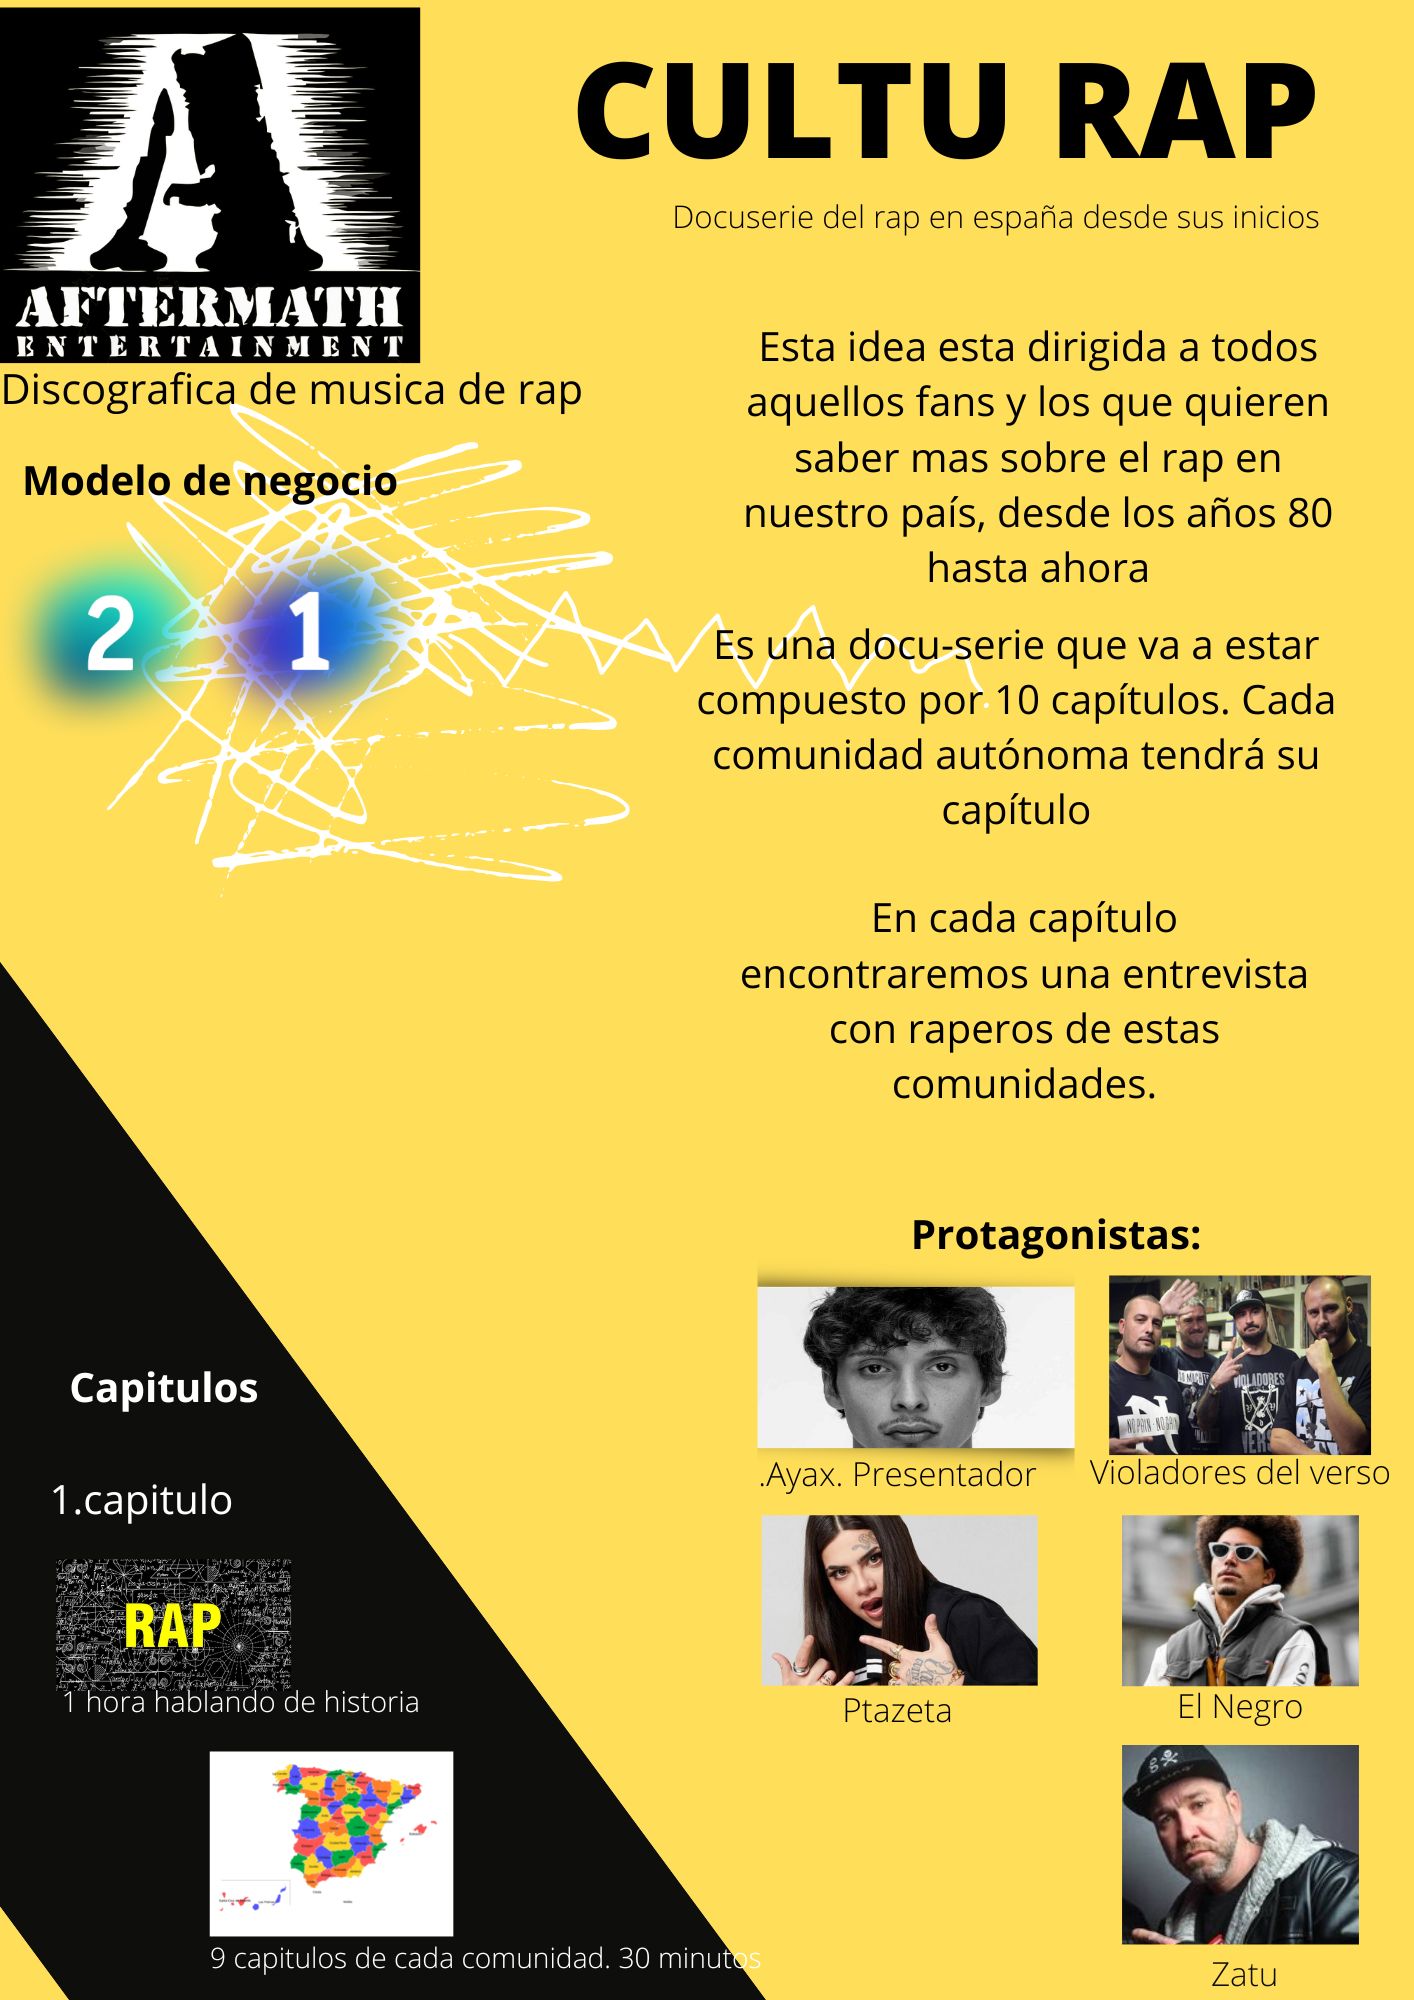 AFTERMATH
ENTERTAINMENT
Discografica de musica de rap
Modelo de negocio
2 1
CULTU RAP
Docuserie del rap en españa desde sus inicios
Esta idea esta dirigida a todos
aquellos fans y los que quieren
saber mas sobre el rap en
nuestro país, desde los años 80
hasta ahora
Es una docu-serie que va a estar
compuesto por 10 capítulos. Cada
comunidad autónoma tendrá su
capítulo
En cada capítulo
encontraremos una entrevista
con raperos de estas
comunidades.
Protagonistas:
VIOLADORES
NO PAIN · NO
.Ayax. Presentador
Violadores del verso
Ptazeta
El Negro
Zatu
Capitulos
1.capitulo
RAP
1 hora hablando de historia
9 capitulos de cada comunidad. 30 minutos